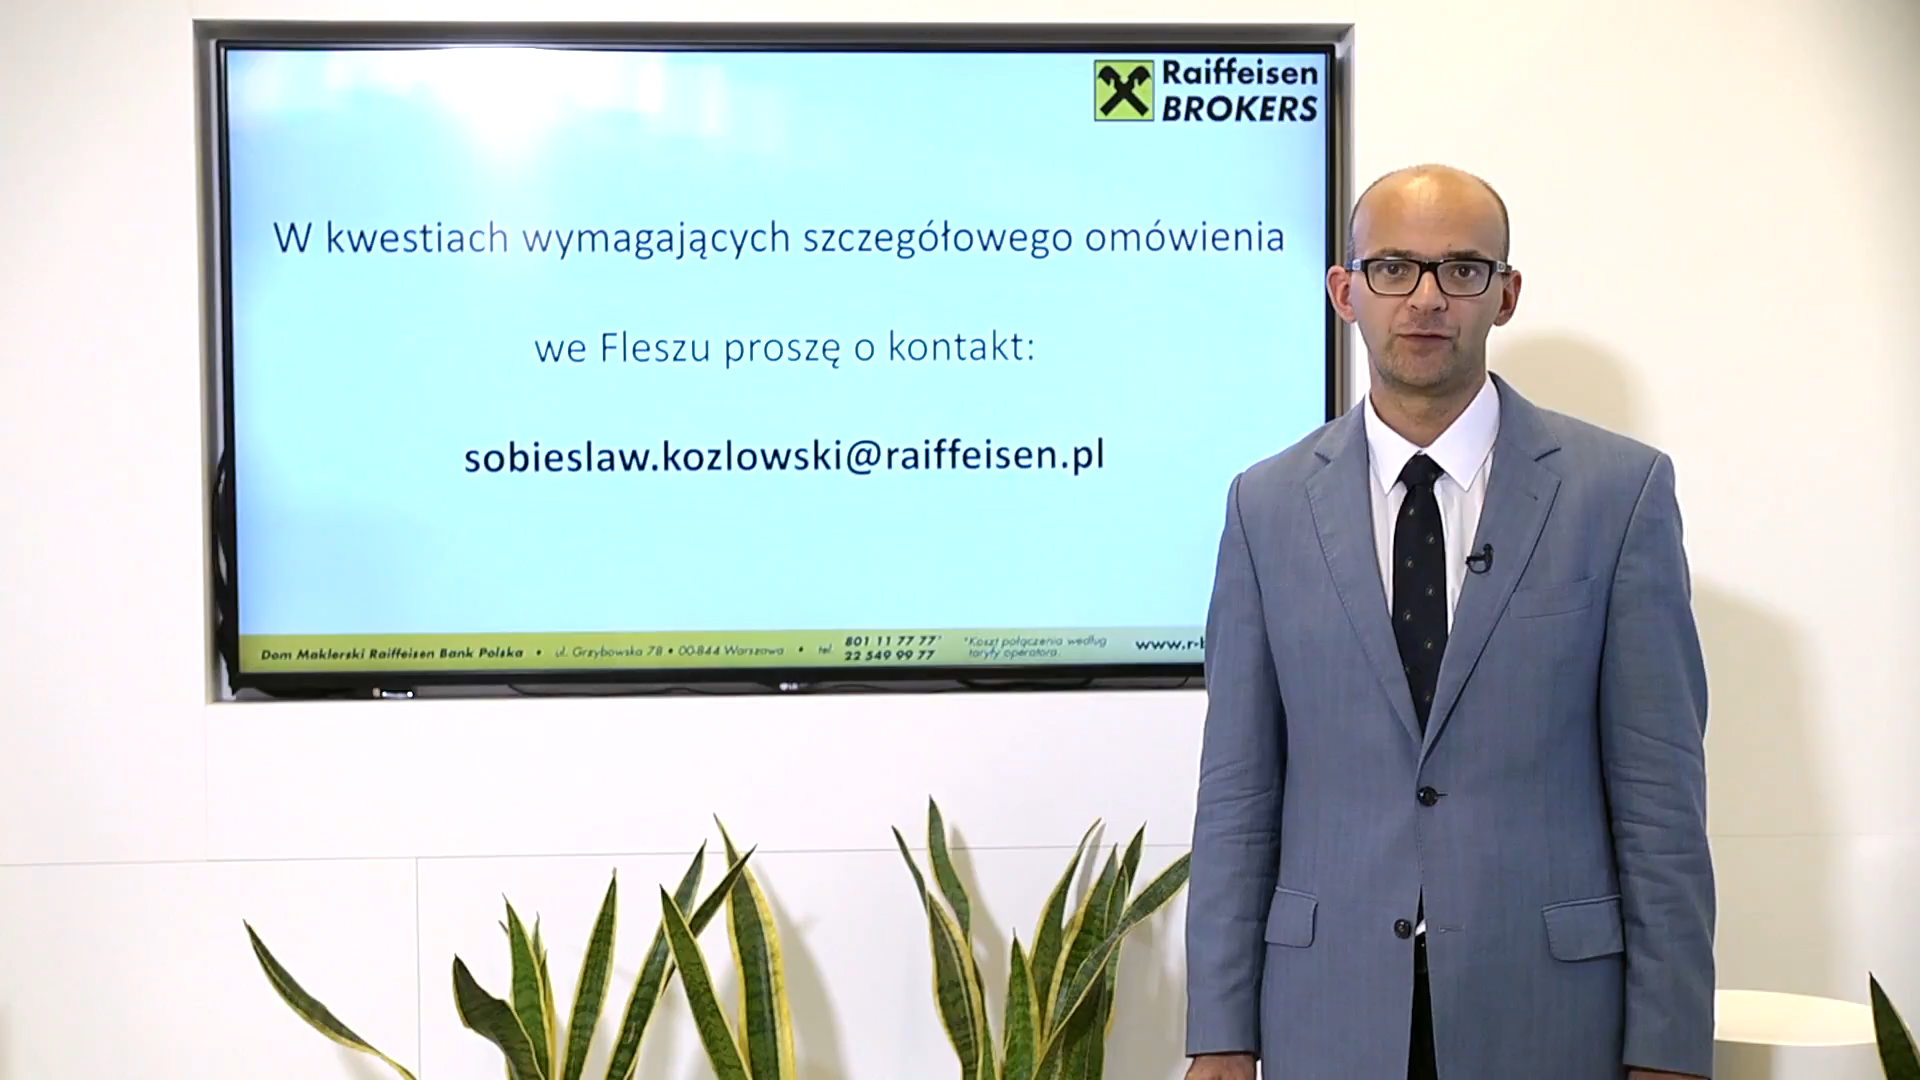 Raiffeisen
BROKERS
W kwestiach wymagających szczegółowego omówienia
we Fleszu proszę o kontakt:
sobieslaw.kozlowski@raiffeisen.pl
Dom Maklerski Raiffeisen Bank Polska • ul. Grzybowska 78 • 00-844 Warszawa • tel. 801 11 77 77* *Koszt połączenia według www.r-b
22 549 99 77 taryfy operatora.
LG